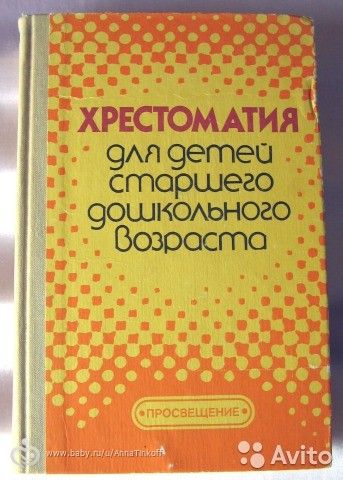 ХРЕСТОМАТИЯ
для детей
старшего
дошкольного
возраста
ПРОСВЕЩЕНИЕ
www.baby.ru/u/AnnaTinkoff
Avito